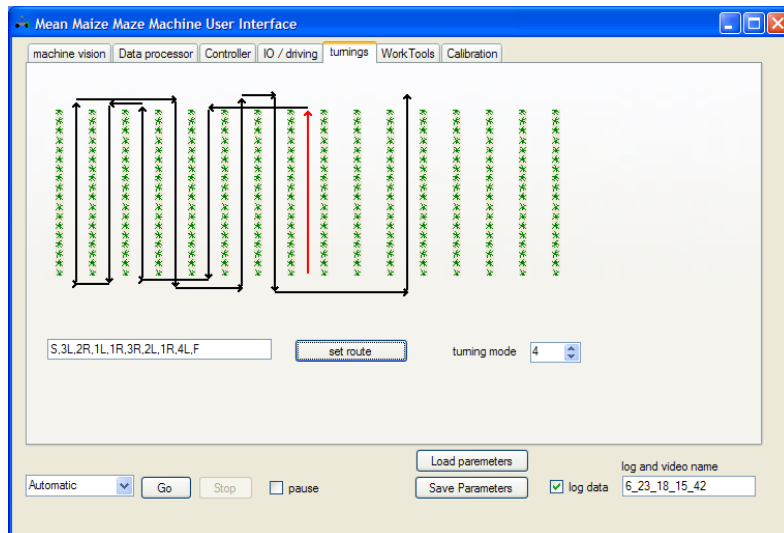 Mean Maize Maze Machine User Interface
machine vision Data processor Controller IO / driving turnings WorkTools Calibration
S,3L,2R,1L,1R,3R,2L,1R,4L,F set route turning mode 4
Load paremeters
log and video name
Automatic Go Stop pause Save Parameters log data 6_23_18_15_42